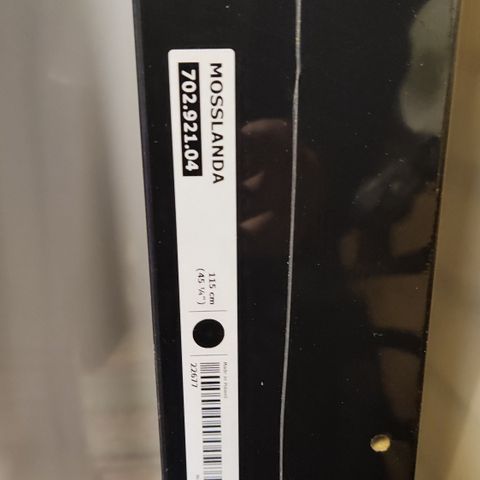 MOSSLANDA
702.921.04
115 cm
(45 ¼")
Made in Poland
22677